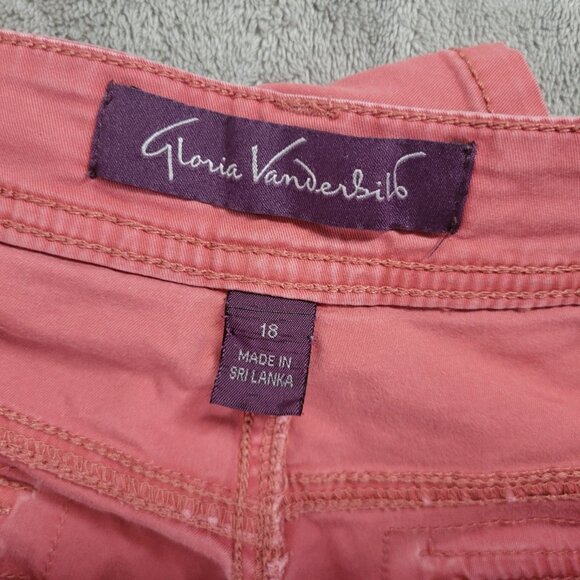 Gloria Vanderbilt
18
MADE IN
SRI LANKA